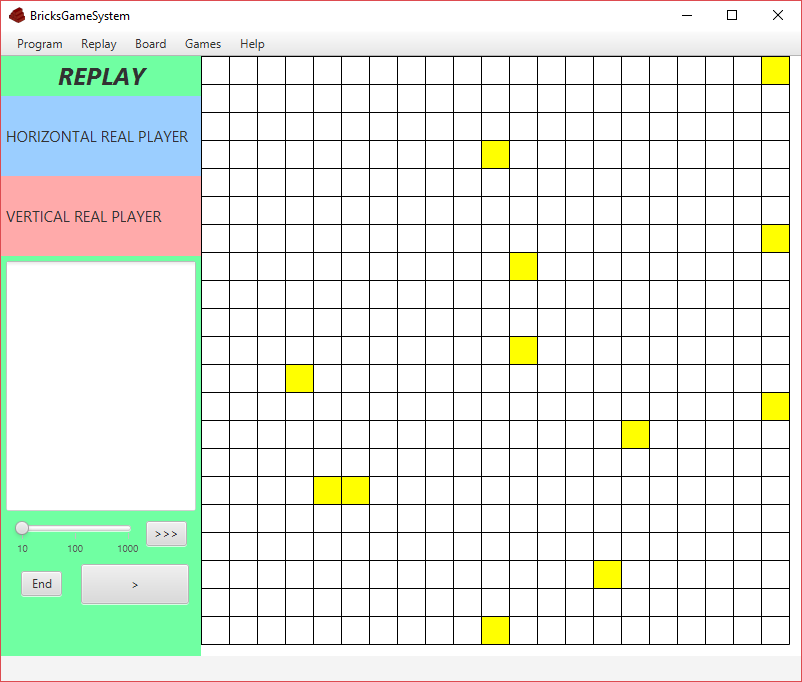 BricksGameSystem
Program Replay Board Games Help
REPLAY
HORIZONTAL REAL PLAYER
VERTICAL REAL PLAYER
>>>
10 100 1000
End >